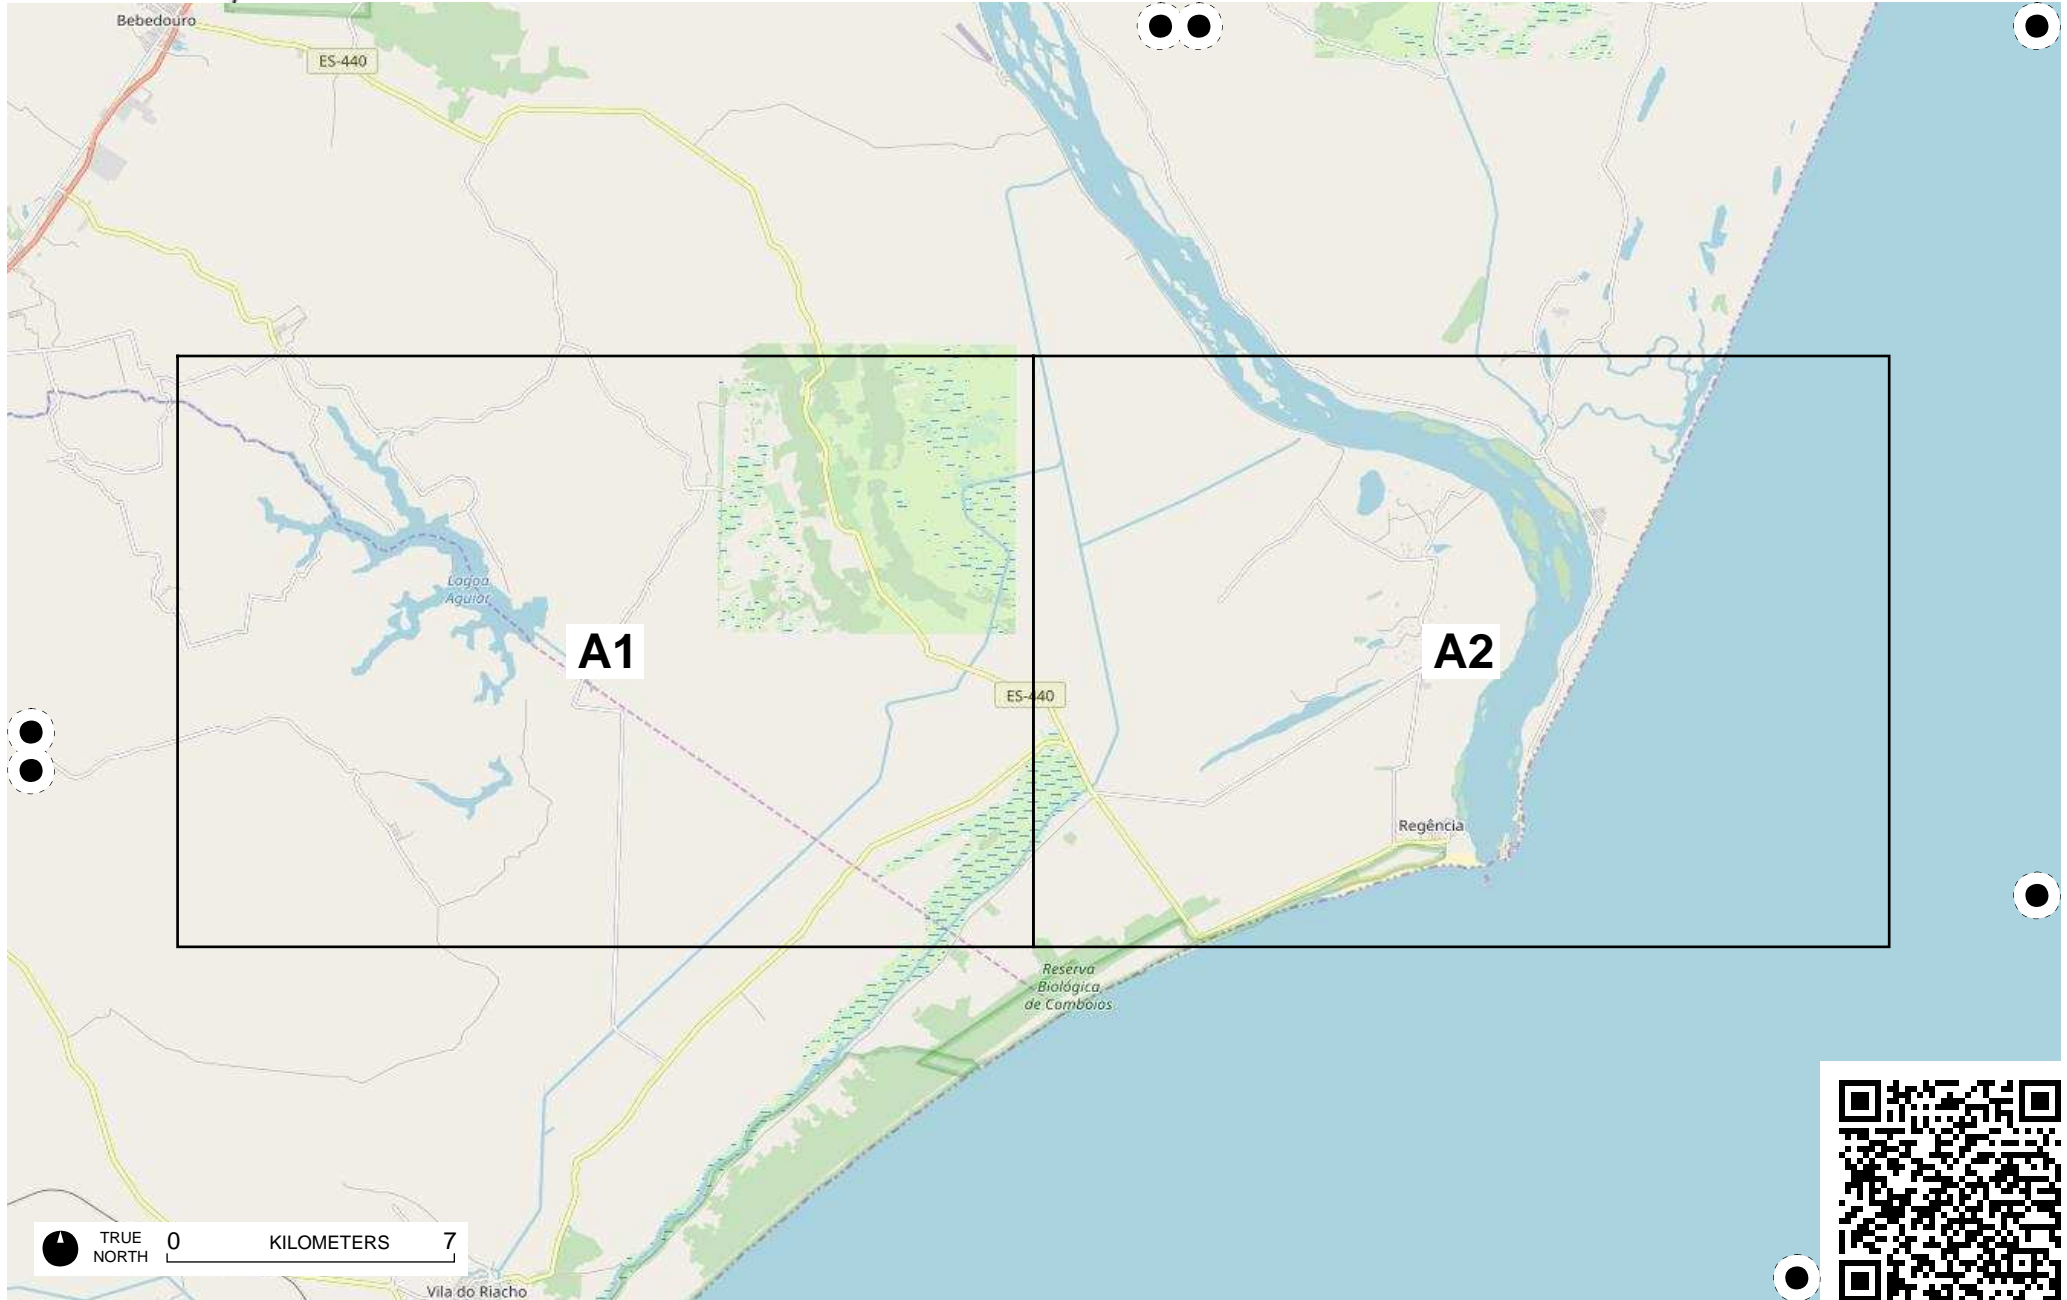 Bebedouro
ES-440
Lagoa
Aguiar
A1
A2
ES-440
Regência
Reserva
Biológica
de Comboios
TRUE
NORTH
0
KILOMETERS
7
Vila do Riacho